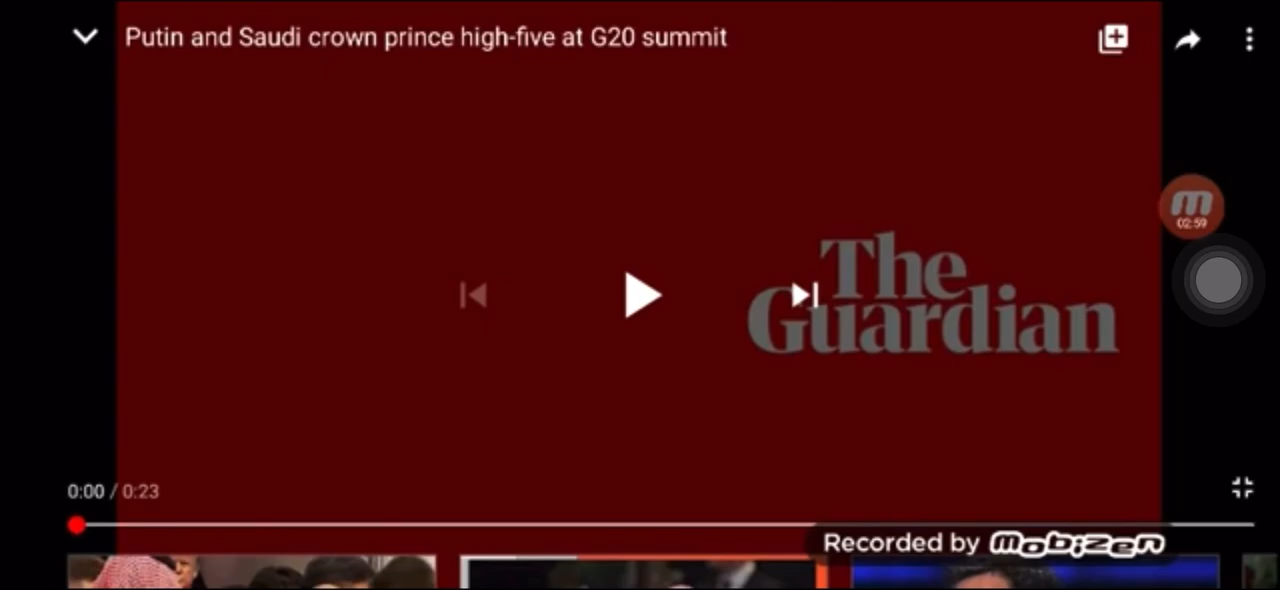 Putin and Saudi crown prince high-five at G20 summit
m
02:59
The
Guardian
0:00 / 0:23
Recorded by mobizen